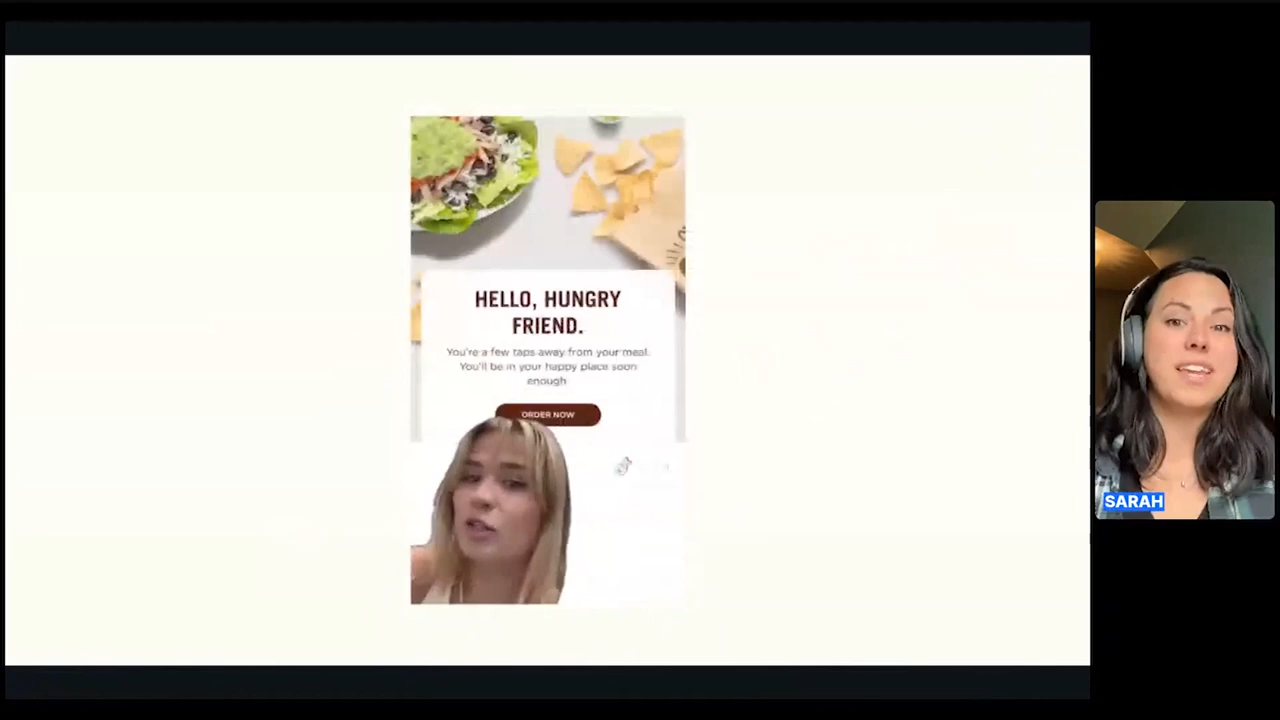 HELLO, HUNGRY
FRIEND.
You're a few taps away from your meal.
You'll be in your happy place soon
enough
ORDER NOW
SARAH